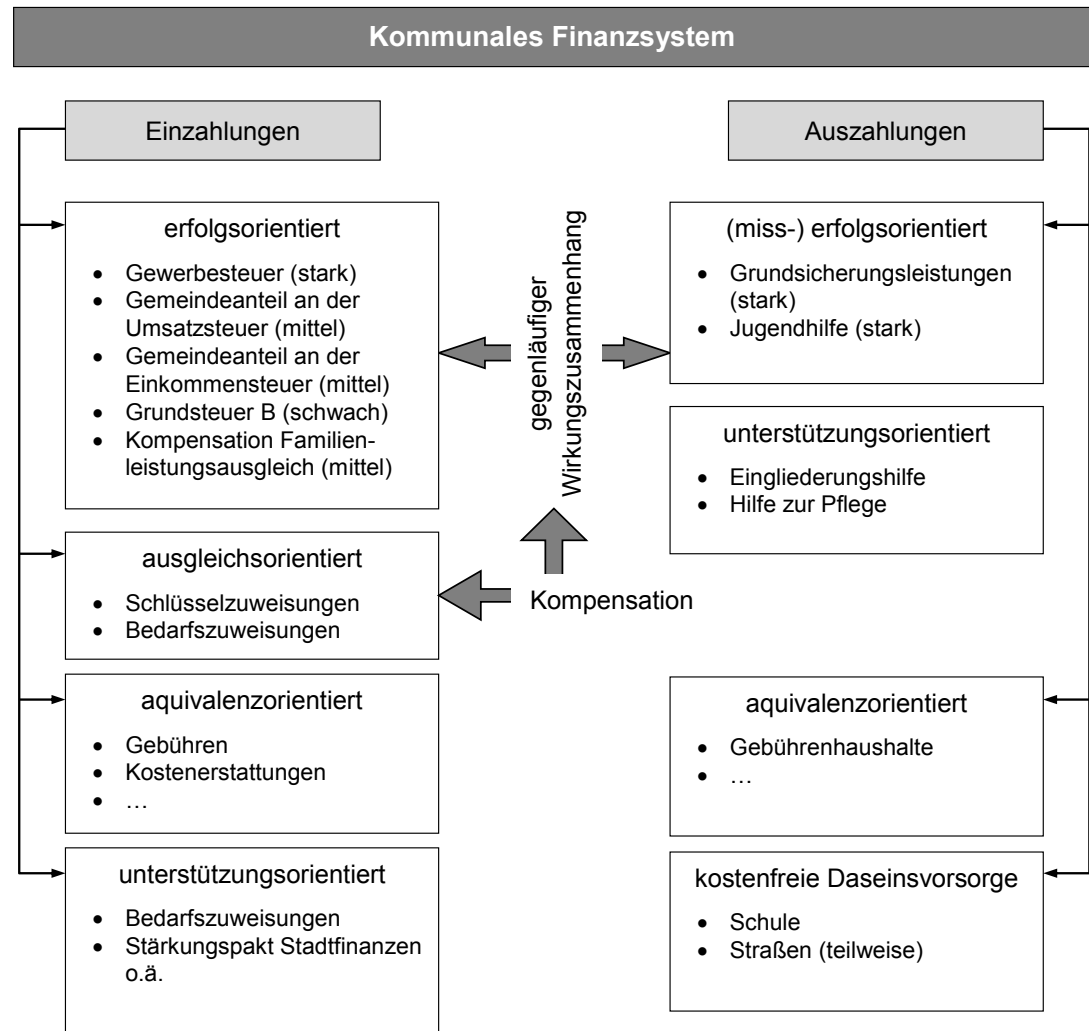 Kommunales Finanzsystem
Einzahlungen
erfolgsorientiert
• Gewerbesteuer (stark)
• Gemeindeanteil an der
Umsatzsteuer (mittel)
• Gemeindeanteil an der
Einkommensteuer (mittel)
• Grundsteuer B (schwach)
• Kompensation Familien-
leistungsausgleich (mittel)
ausgleichsorientiert
• Schlüsselzuweisungen
• Bedarfszuweisungen
aquivalenzorientiert
• Gebühren
• Kostenerstattungen
• …
unterstützungsorientiert
• Bedarfszuweisungen
• Stärkungspakt Stadtfinanzen
o.ä.
gegenläufiger
Wirkungszusammenhang
Kompensation
Auszahlungen
(miss-) erfolgsorientiert
• Grundsicherungsleistungen
(stark)
• Jugendhilfe (stark)
unterstützungsorientiert
• Eingliederungshilfe
• Hilfe zur Pflege
aquivalenzorientiert
• Gebührenhaushalte
• …
kostenfreie Daseinsvorsorge
• Schule
• Straßen (teilweise)